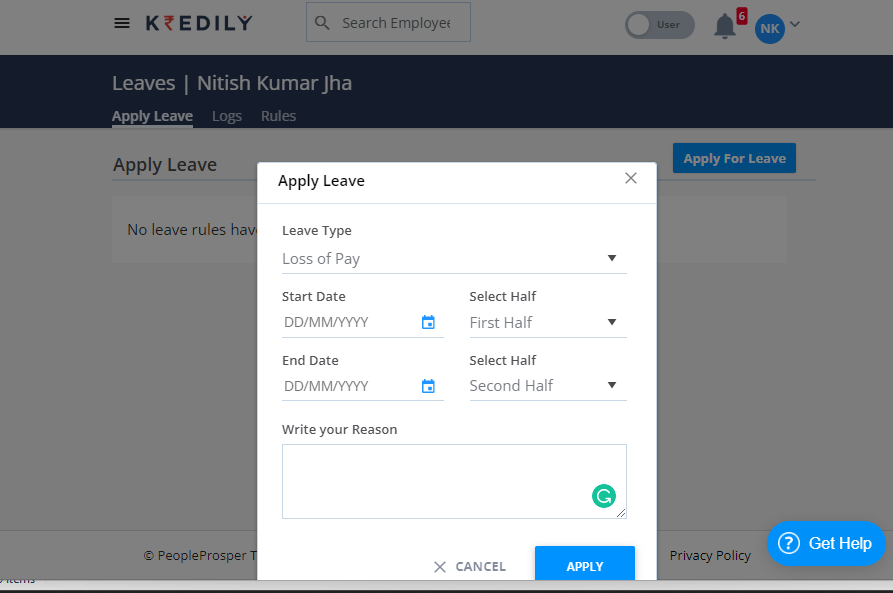 KREDILY
Search Employee
User
6
NK
Leaves | Nitish Kumar Jha
Apply Leave Logs Rules
Apply Leave
Apply For Leave
No leave rules have
Apply Leave
Leave Type
Loss of Pay
Start Date Select Half
DD/MM/YYYY First Half
End Date Select Half
DD/MM/YYYY Second Half
Write your Reason
© PeopleProsper T
CANCEL
APPLY
Privacy Policy
? Get Help